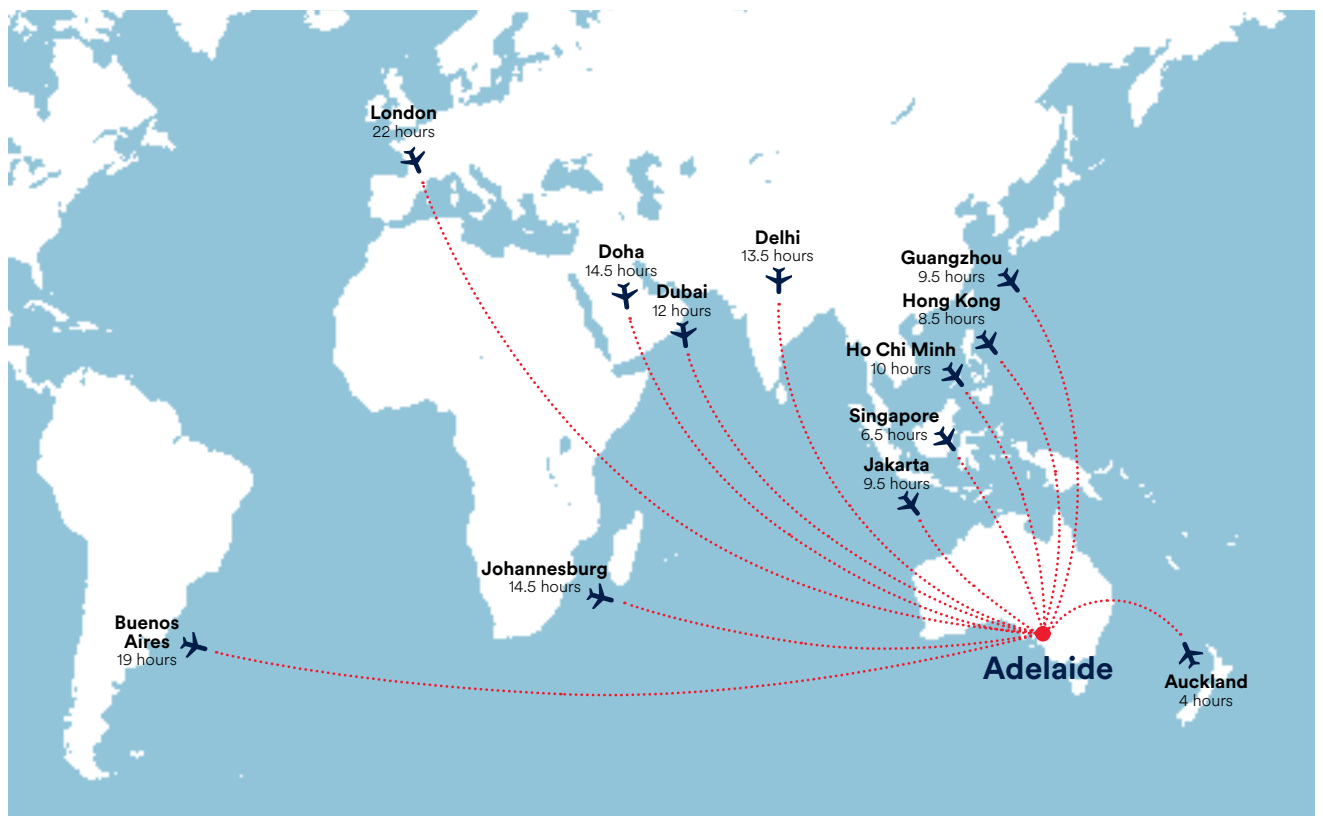 London
22 hours
Doha
14.5 hours
Dubai
12 hours
Delhi
13.5 hours
Guangzhou
9.5 hours
Hong Kong
8.5 hours
Ho Chi Minh
10 hours
Singapore
6.5 hours
Jakarta
9.5 hours
Johannesburg
14.5 hours
Buenos
Aires
19 hours
Adelaide
Auckland
4 hours